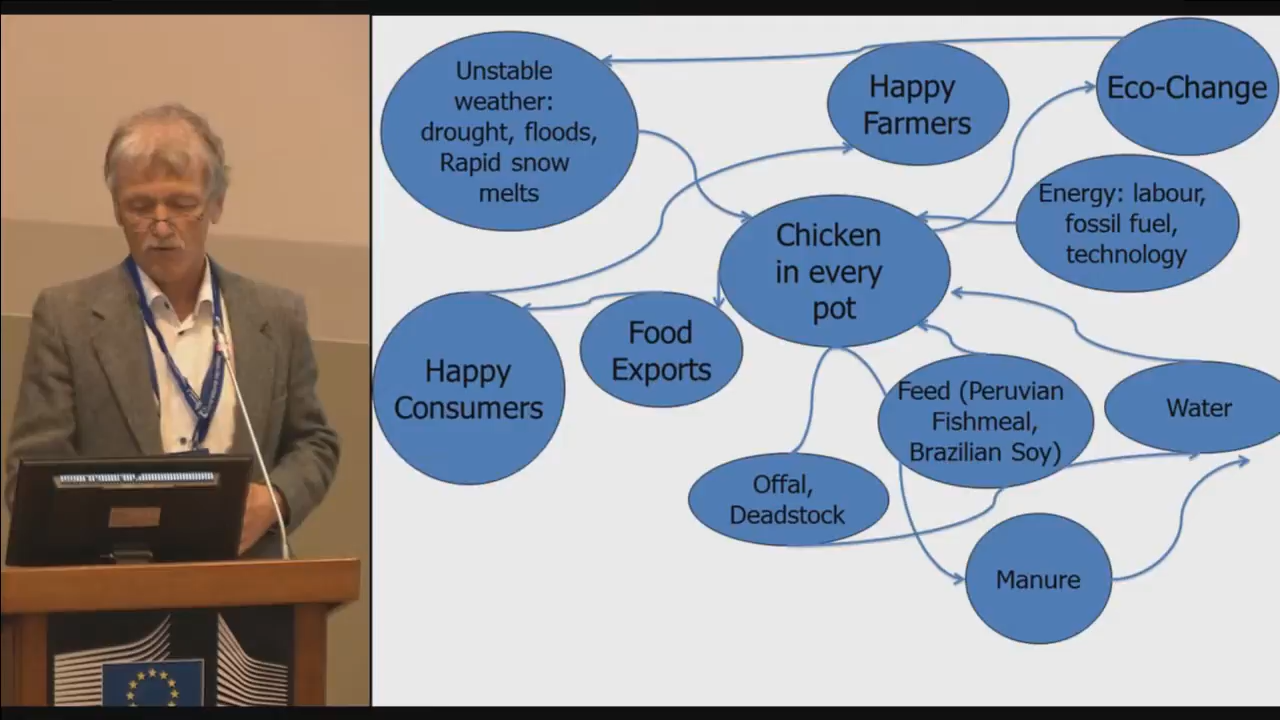 Unstable
weather:
drought, floods,
Rapid snow
melts
Happy
Farmers
Eco-Change
Energy: labour,
fossil fuel,
technology
Chicken
in every
pot
Happy
Consumers
Food
Exports
Feed (Peruvian
Fishmeal,
Brazilian Soy)
Water
Offal,
Deadstock
Manure